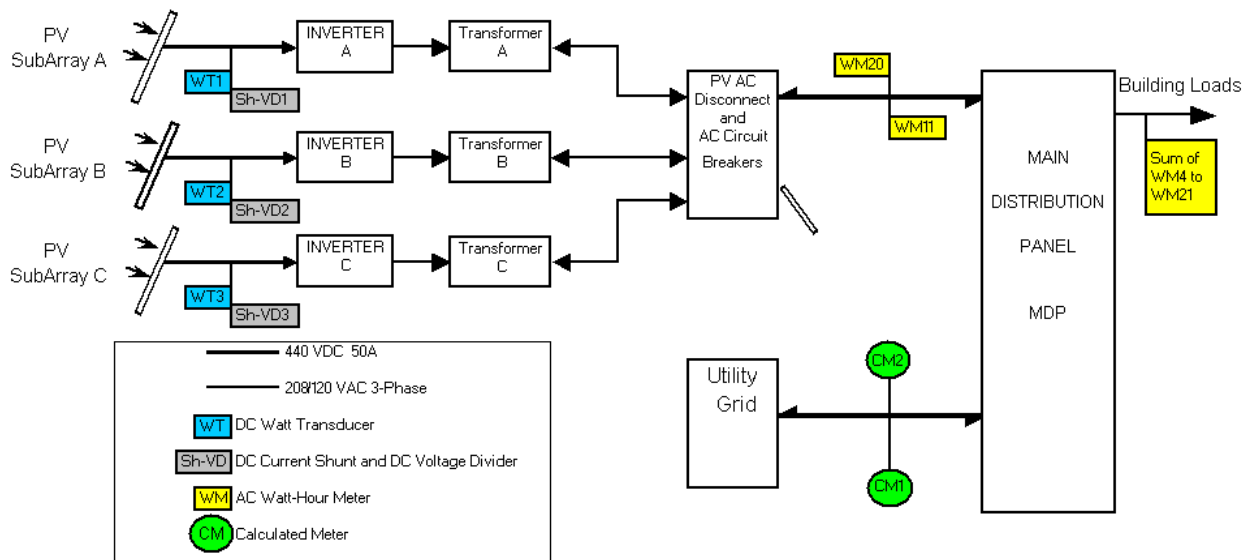 PV
SubArray A
WT1
Sh-VD1
INVERTER
A
Transformer
A
PV
SubArray B
WT2
Sh-VD2
INVERTER
B
Transformer
B
PV
SubArray C
WT3
Sh-VD3
INVERTER
C
Transformer
C
PV AC
Disconnect
and
AC Circuit
Breakers
WM20
WM11
MAIN
DISTRIBUTION
PANEL
MDP
Building Loads
Sum of
WM4 to
WM21
Utility
Grid
CM2
CM1
440 VDC 50A
208/120 VAC 3-Phase
WT DC Watt Transducer
Sh-VD DC Current Shunt and DC Voltage Divider
WM AC Watt-Hour Meter
CM Calculated Meter